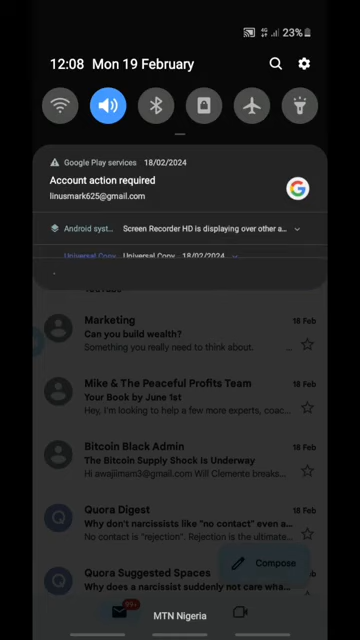 23%
12:08 Mon 19 February
Google Play services 18/02/2024
Account action required
linusmark625@gmail.com
Android syst... Screen Recorder HD is displaying over other a...
Universal Copy Universal Copy 18/02/2024
Marketing 18 Feb
Can you build wealth?
Something you really need to think about. ...
Mike & The Peaceful Profits Team 18 Feb
Your Book by June 1st
Hey, I'm looking to help a few more experts, coac...
Bitcoin Black Admin 18 Feb
The Bitcoin Supply Shock Is Underway
Hi awajiimam3@gmail.com Will Clemente breaks...
Q
Quora Digest 18 Feb
Why don't narcissists like "no contact" even a...
No contact is "rejection". Rejection is the ultimate...
Q
Quora Suggested Spaces 18 Feb
Why does a narcissist suddenly not care wha...
Compose
99+
MTN Nigeria